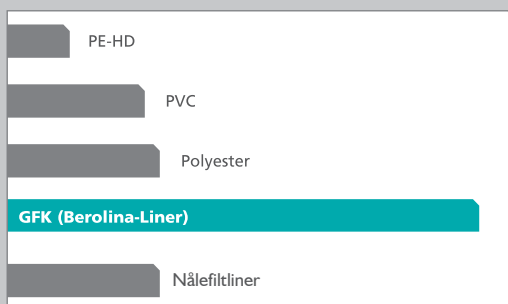 PE-HD
PVC
Polyester
GFK (Berolina-Liner)
Nålefiltliner